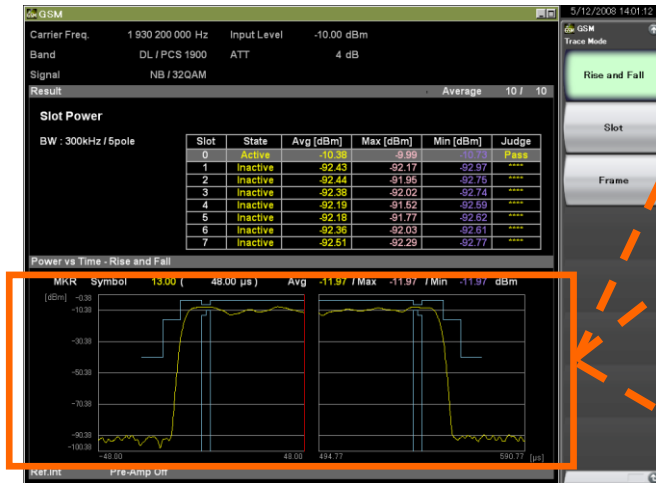 GSM
5/12/2008 14:01:12
Carrier Freq. 1 930 200 000 Hz Input Level -10.00 dBm
Band DL / PCS 1900 ATT 4 dB
Signal NB / 32QAM
Result Average 10 / 10
Slot Power
BW : 300kHz / 5pole
Slot State Avg [dBm] Max [dBm] Min [dBm] Judge
0 Active -10.38 -9.99 -10.73 Pass
1 Inactive -92.43 -92.17 -92.97 ****
2 Inactive -92.44 -91.95 -92.75 ****
3 Inactive -92.38 -92.02 -92.74 ****
4 Inactive -92.19 -91.52 -92.59 ****
5 Inactive -92.18 -91.77 -92.62 ****
6 Inactive -92.36 -92.03 -92.61 ****
7 Inactive -92.51 -92.29 -92.77 ****
Power vs Time - Rise and Fall
MKR Symbol 13.00 ( 48.00 µs ) Avg -11.97 / Max -11.97 / Min -11.97 dBm
[dBm] -0.38
-10.38
-30.38
-50.38
-70.38
-90.38
-100.38
-48.00 48.00 494.77 590.77 [µs]
Ref.Int Pre-Amp Off
GSM
Trace Mode
Rise and Fall
Slot
Frame